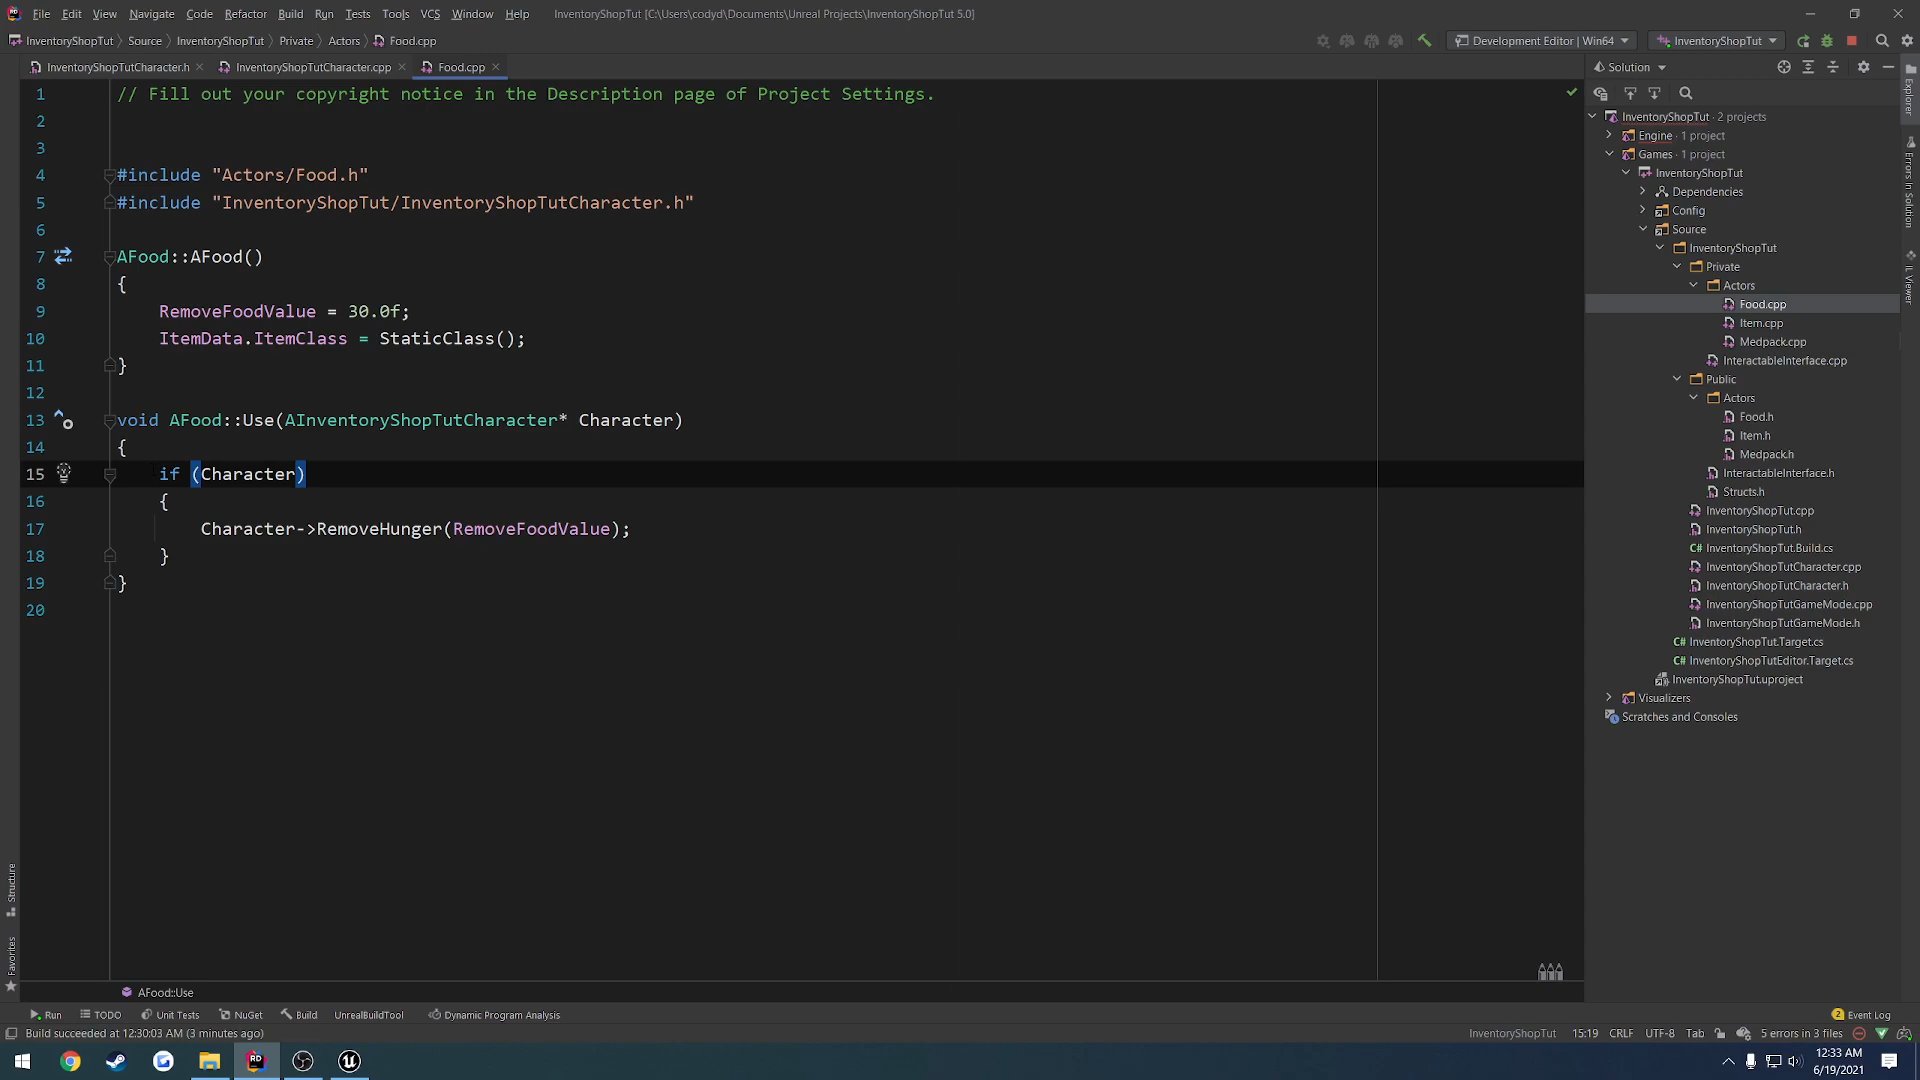 File Edit View Navigate Code Refactor Build Run Tests Tools VCS Window Help InventoryShopTut [C:\Users\codyd\Documents\Unreal Projects\InventoryShopTut 5.0]
InventoryShopTut Source InventoryShopTut Private Actors Food.cpp Development Editor | Win64 InventoryShopTut
InventoryShopTutCharacter.h InventoryShopTutCharacter.cpp Food.cpp Solution
1 // Fill out your copyright notice in the Description page of Project Settings.
2
3
4 #include "Actors/Food.h"
5 #include "InventoryShopTut/InventoryShopTutCharacter.h"
6
7 AFood::AFood()
8 {
9 RemoveFoodValue = 30.0f;
10 ItemData.ItemClass = StaticClass();
11 }
12
13 void AFood::Use(AInventoryShopTutCharacter* Character)
14 {
15 if (Character)
16 {
17 Character->RemoveHunger(RemoveFoodValue);
18 }
19 }
20
InventoryShopTut · 2 projects
Engine · 1 project
Games · 1 project
InventoryShopTut
Dependencies
Config
Source
InventoryShopTut
Private
Actors
Food.cpp
Item.cpp
Medpack.cpp
InteractableInterface.cpp
Public
Actors
Food.h
Item.h
Medpack.h
InteractableInterface.h
Structs.h
InventoryShopTut.cpp
InventoryShopTut.h
C# InventoryShopTut.Build.cs
InventoryShopTutCharacter.cpp
InventoryShopTutCharacter.h
InventoryShopTutGameMode.cpp
InventoryShopTutGameMode.h
C# InventoryShopTut.Target.cs
C# InventoryShopTutEditor.Target.cs
InventoryShopTut.uproject
Visualizers
Scratches and Consoles
Explorer
Errors In Solution
IL Viewer
Structure
Favorites
AFood::Use
Run TODO Unit Tests NuGet Build UnrealBuildTool Dynamic Program Analysis 2 Event Log
Build succeeded at 12:30:03 AM (3 minutes ago) InventoryShopTut 15:19 CRLF UTF-8 Tab 5 errors in 3 files
RD
12:33 AM
6/19/2021